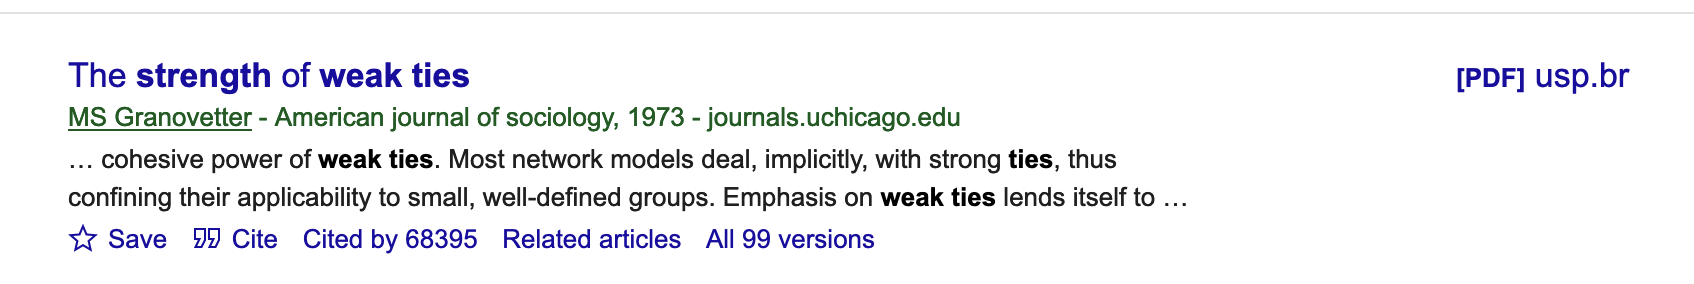 The strength of weak ties
[PDF] usp.br
MS Granovetter - American journal of sociology, 1973 - journals.uchicago.edu
… cohesive power of weak ties. Most network models deal, implicitly, with strong ties, thus
confining their applicability to small, well-defined groups. Emphasis on weak ties lends itself to …
Save Cite Cited by 68395 Related articles All 99 versions